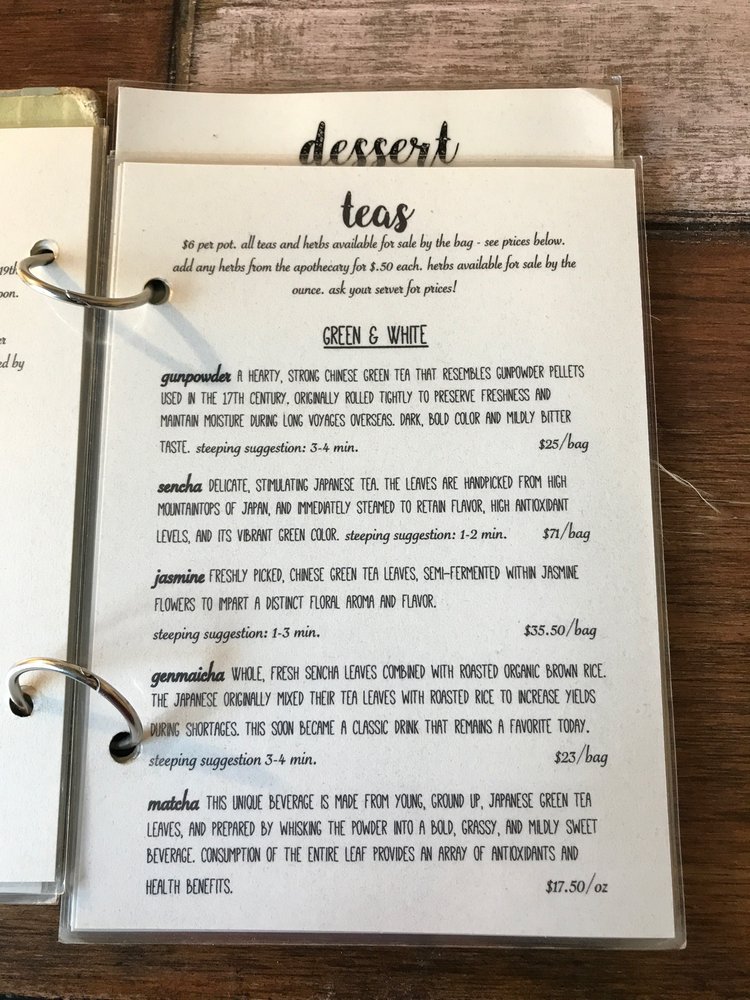 dessert
teas
$6 per pot. all teas and herbs available for sale by the bag - see prices below.
add any herbs from the apothecary for $.50 each. herbs available for sale by the
ounce. ask your server for prices!
GREEN & WHITE
gunpowder A HEARTY, STRONG CHINESE GREEN TEA THAT RESEMBLES GUNPOWDER PELLETS
USED IN THE 17TH CENTURY, ORIGINALLY ROLLED TIGHTLY TO PRESERVE FRESHNESS AND
MAINTAIN MOISTURE DURING LONG VOYAGES OVERSEAS. DARK, BOLD COLOR AND MILDLY BITTER
TASTE. steeping suggestion: 3-4 min. $25/bag
sencha DELICATE, STIMULATING JAPANESE TEA. THE LEAVES ARE HANDPICKED FROM HIGH
MOUNTAINTOPS OF JAPAN, AND IMMEDIATELY STEAMED TO RETAIN FLAVOR, HIGH ANTIOXIDANT
LEVELS, AND ITS VIBRANT GREEN COLOR. steeping suggestion: 1-2 min. $71/bag
jasmine FRESHLY PICKED, CHINESE GREEN TEA LEAVES, SEMI-FERMENTED WITHIN JASMINE
FLOWERS TO IMPART A DISTINCT FLORAL AROMA AND FLAVOR.
steeping suggestion: 1-3 min. $35.50/bag
genmaicha WHOLE, FRESH SENCHA LEAVES COMBINED WITH ROASTED ORGANIC BROWN RICE.
THE JAPANESE ORIGINALLY MIXED THEIR TEA LEAVES WITH ROASTED RICE TO INCREASE YIELDS
DURING SHORTAGES. THIS SOON BECAME A CLASSIC DRINK THAT REMAINS A FAVORITE TODAY.
steeping suggestion 3-4 min. $23/bag
matcha THIS UNIQUE BEVERAGE IS MADE FROM YOUNG, GROUND UP, JAPANESE GREEN TEA
LEAVES, AND PREPARED BY WHISKING THE POWDER INTO A BOLD, GRASSY, AND MILDLY SWEET
BEVERAGE. CONSUMPTION OF THE ENTIRE LEAF PROVIDES AN ARRAY OF ANTIOXIDANTS AND
HEALTH BENEFITS. $17.50/oz